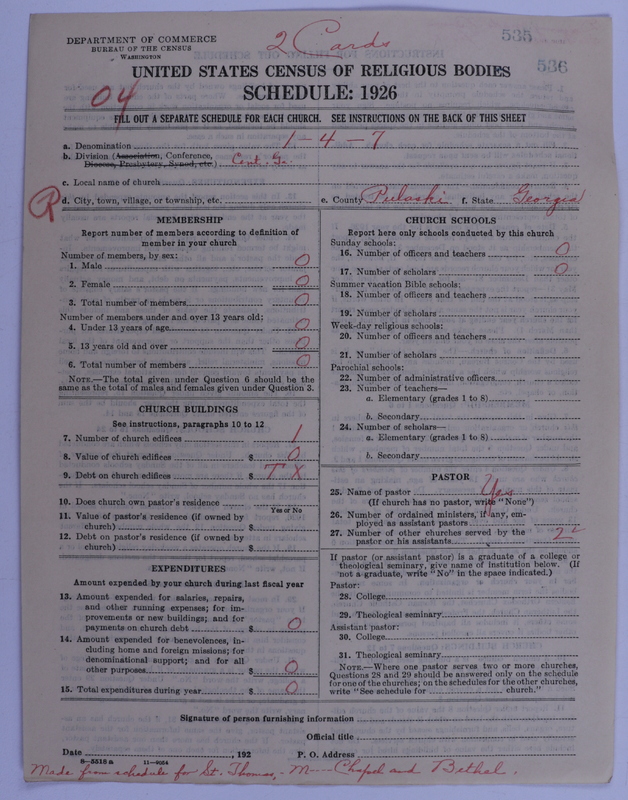 DEPARTMENT OF COMMERCE
BUREAU OF THE CENSUS
WASHINGTON
2 Cards
535
536
UNITED STATES CENSUS OF RELIGIOUS BODIES
SCHEDULE: 1926
04
FILL OUT A SEPARATE SCHEDULE FOR EACH CHURCH. SEE INSTRUCTIONS ON THE BACK OF THIS SHEET
a. Denomination 1-4-7
b. Division (Association, Conference,
Diocese, Presbytery, Synod, etc.) Cent. Ga.
c. Local name of church
R
d. City, town, village, or township, etc. e. County Pulaski f. State Georgia
MEMBERSHIP
Report number of members according to definition of
member in your church
Number of members, by sex:
1. Male 0
2. Female 0
3. Total number of members 0
Number of members under and over 13 years old:
4. Under 13 years of age 0
5. 13 years old and over 0
6. Total number of members 0
NOTE.—The total given under Question 6 should be the
same as the total of males and females given under Question 3.
CHURCH BUILDINGS
See instructions, paragraphs 10 to 12
7. Number of church edifices 1
8. Value of church edifices $ 0
9. Debt on church edifices $ T X
10. Does church own pastor's residence
Yes or No
11. Value of pastor's residence (if owned by
church) $
12. Debt on pastor's residence (if owned by
church) $
EXPENDITURES
Amount expended by your church during last fiscal year
13. Amount expended for salaries, repairs,
and other running expenses; for im-
provements or new buildings; and for
payments on church debt $ 0
14. Amount expended for benevolences, in-
cluding home and foreign missions; for
denominational support; and for all
other purposes $ 0
15. Total expenditures during year $ 0
CHURCH SCHOOLS
Report here only schools conducted by this church
Sunday schools:
16. Number of officers and teachers 0
17. Number of scholars 0
Summer vacation Bible schools:
18. Number of officers and teachers
19. Number of scholars
Week-day religious schools:
20. Number of officers and teachers
21. Number of scholars
Parochial schools:
22. Number of administrative officers
23. Number of teachers—
a. Elementary (grades 1 to 8)
b. Secondary
24. Number of scholars—
a. Elementary (grades 1 to 8)
b. Secondary
PASTOR
25. Name of pastor Yes
(If church has no pastor, write "None")
26. Number of ordained ministers, if any, em-
ployed as assistant pastors
27. Number of other churches served by the
pastor or his assistants 2
If pastor (or assistant pastor) is a graduate of a college or
theological seminary, give name of institution below. (If
not a graduate, write "No" in the space indicated.)
Pastor:
28. College
29. Theological seminary
Assistant pastor:
30. College
31. Theological seminary
NOTE.—Where one pastor serves two or more churches,
Questions 28 and 29 should be answered only on the schedule
for one of the churches; on the schedules for the other churches,
write "See schedule for church."
Signature of person furnishing information
Official title
Date , 192 P. O. Address
8-5516 a 11-9024
Made from schedule for St. Thomas, - M---- Chapel and Bethel.